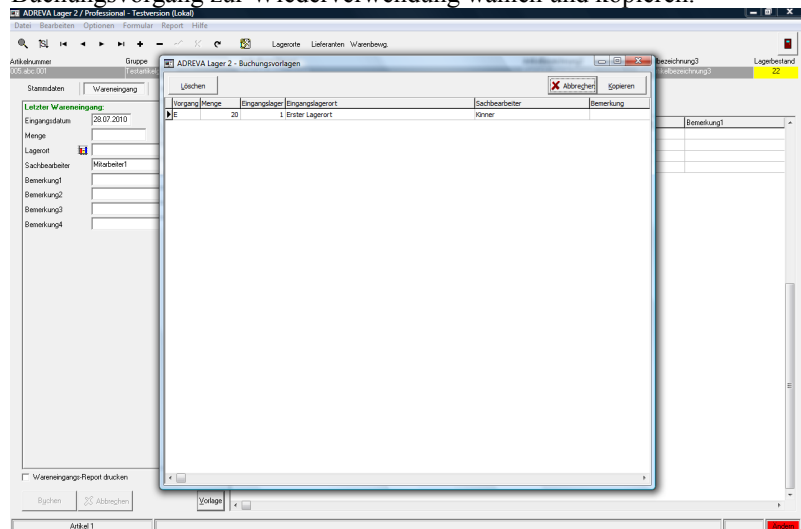 Buchungsvorgang zur Wiederverwendung wählen und kopieren.
ADREVA Lager 2 / Professional - Testversion (Lokal)
Datei Bearbeiten Optionen Formular Report Hilfe
Lagerorte Lieferanten Warenbewg.
Artikelnummer Gruppe bezeichnung3 Lagerbestand
005.abc.001 Testartikel kelbezeichnung3 22
ADREVA Lager 2 - Buchungsvorlagen
Stammdaten Wareneingang
Löschen Abbrechen Kopieren
Vorgang Menge Eingangslager Eingangslagerort Sachbearbeiter Bemerkung
E 20 1 Erster Lagerort Kinner
Letzter Wareneingang:
Eingangsdatum 28.07.2010
Bemerkung1
Menge
Lagerort
Sachbearbeiter Mitarbeiter1
Bemerkung1
Bemerkung2
Bemerkung3
Bemerkung4
Wareneingangs-Report drucken
Buchen Abbrechen Vorlage
Artikel 1 Ändern